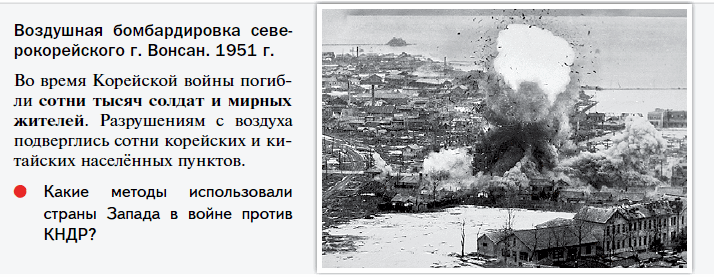 Воздушная бомбардировка севе-
рокорейского г. Вонсан. 1951 г.
Во время Корейской войны погиб-
ли сотни тысяч солдат и мирных
жителей. Разрушениям с воздуха
подверглись сотни корейских и ки-
тайских населённых пунктов.
Какие методы использовали
страны Запада в войне против
КНДР?